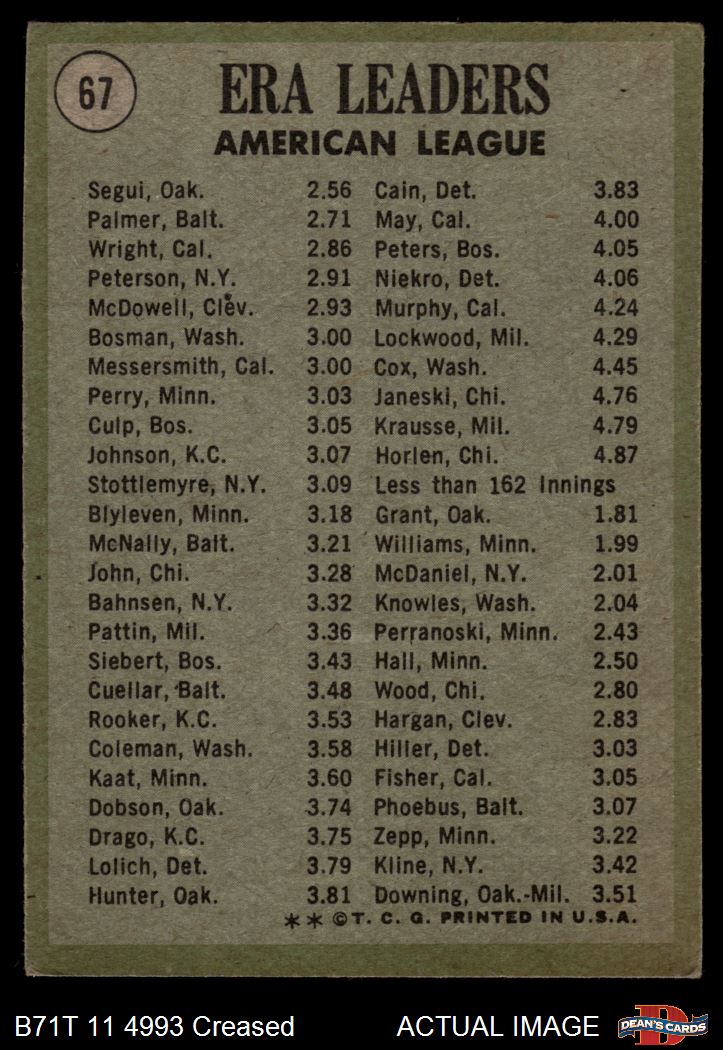 67
ERA LEADERS
AMERICAN LEAGUE
Segui, Oak. 2.56
Palmer, Balt. 2.71
Wright, Cal. 2.86
Peterson, N.Y. 2.91
McDowell, Clev. 2.93
Bosman, Wash. 3.00
Messersmith, Cal. 3.00
Perry, Minn. 3.03
Culp, Bos. 3.05
Johnson, K.C. 3.07
Stottlemyre, N.Y. 3.09
Blyleven, Minn. 3.18
McNally, Balt. 3.21
John, Chi. 3.28
Bahnsen, N.Y. 3.32
Pattin, Mil. 3.36
Siebert, Bos. 3.43
Cuellar, Balt. 3.48
Rooker, K.C. 3.53
Coleman, Wash. 3.58
Kaat, Minn. 3.60
Dobson, Oak. 3.74
Drago, K.C. 3.75
Lolich, Det. 3.79
Hunter, Oak. 3.81
Cain, Det. 3.83
May, Cal. 4.00
Peters, Bos. 4.05
Niekro, Det. 4.06
Murphy, Cal. 4.24
Lockwood, Mil. 4.29
Cox, Wash. 4.45
Janeski, Chi. 4.76
Krausse, Mil. 4.79
Horlen, Chi. 4.87
Less than 162 Innings
Grant, Oak. 1.81
Williams, Minn. 1.99
McDaniel, N.Y. 2.01
Knowles, Wash. 2.04
Perranoski, Minn. 2.43
Hall, Minn. 2.50
Wood, Chi. 2.80
Hargan, Clev. 2.83
Hiller, Det. 3.03
Fisher, Cal. 3.05
Phoebus, Balt. 3.07
Zepp, Minn. 3.22
Kline, N.Y. 3.42
Downing, Oak.-Mil. 3.51
** © T. C. G. PRINTED IN U.S.A.
B71T 11 4993 Creased
ACTUAL IMAGE
D
DEAN'S CARDS